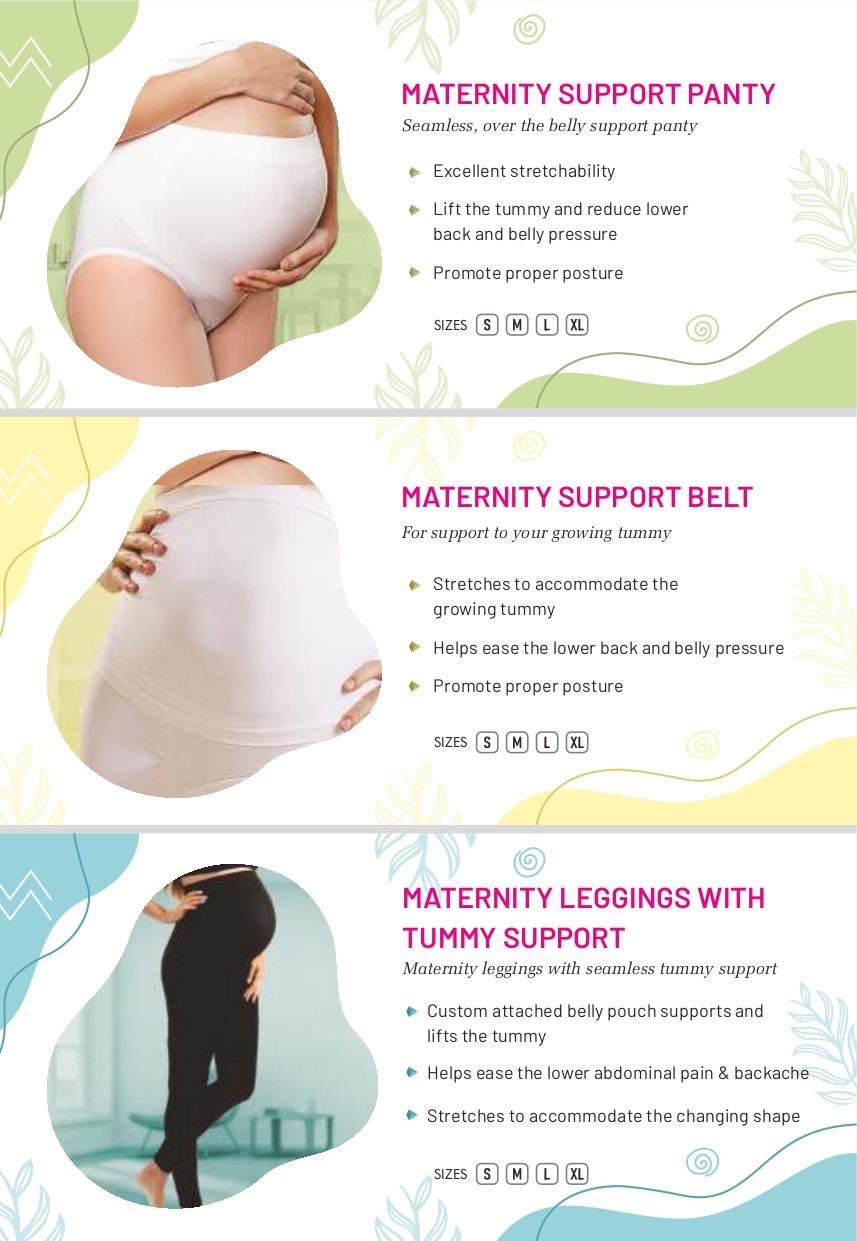 MATERNITY SUPPORT PANTY
Seamless, over the belly support panty
Excellent stretchability
Lift the tummy and reduce lower
back and belly pressure
Promote proper posture
SIZES S M L XL
MATERNITY SUPPORT BELT
For support to your growing tummy
Stretches to accommodate the
growing tummy
Helps ease the lower back and belly pressure
Promote proper posture
SIZES S M L XL
MATERNITY LEGGINGS WITH
TUMMY SUPPORT
Maternity leggings with seamless tummy support
Custom attached belly pouch supports and
lifts the tummy
Helps ease the lower abdominal pain & backache
Stretches to accommodate the changing shape
SIZES S M L XL